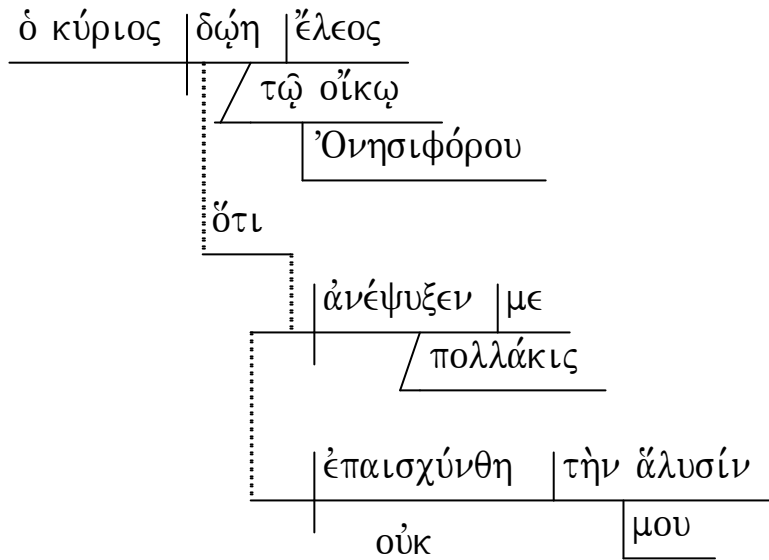 ὁ κύριος δῴη ἔλεος
τῷ οἴκῳ
Ὀνησιφόρου
ὅτι
ἀνέψυξεν με
πολλάκις
ἐπαισχύνθη τὴν ἅλυσίν
οὐκ μου